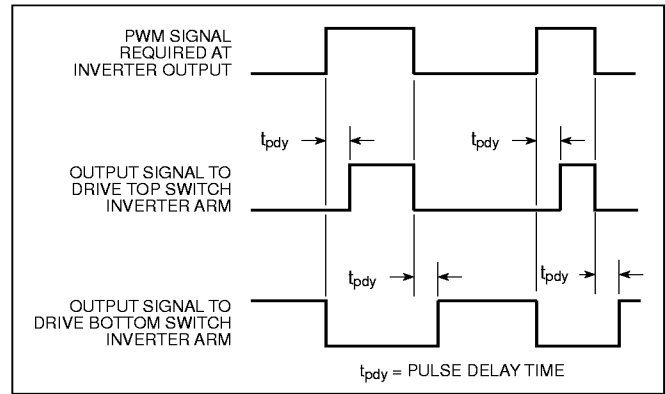 PWM SIGNAL
REQUIRED AT
INVERTER OUTPUT
tpdy
tpdy
OUTPUT SIGNAL TO
DRIVE TOP SWITCH
INVERTER ARM
tpdy
tpdy
OUTPUT SIGNAL TO
DRIVE BOTTOM SWITCH
INVERTER ARM
tpdy = PULSE DELAY TIME